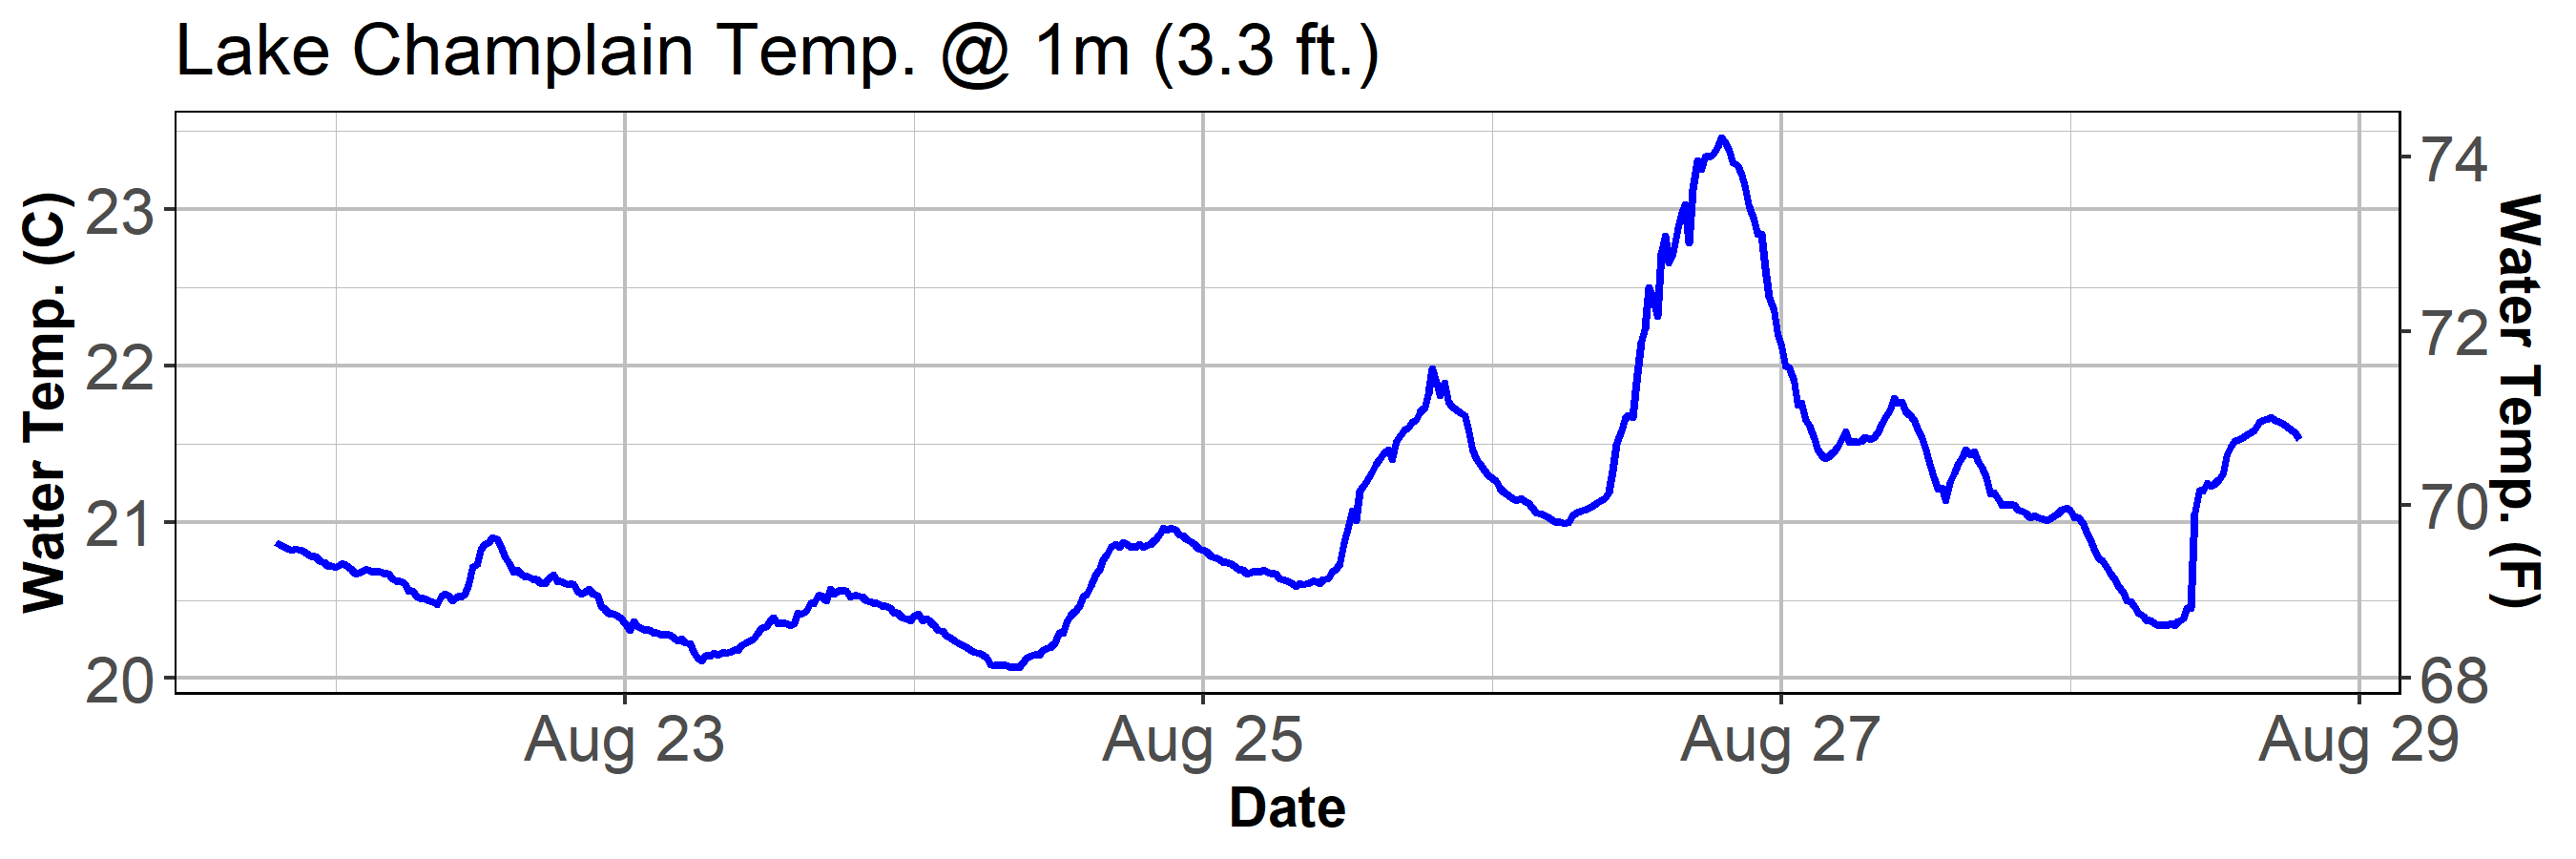 Lake Champlain Temp. @ 1m (3.3 ft.)
Water Temp. (C)
23
22
21
20
74
72
70
68
Water Temp. (F)
Aug 23
Aug 25
Aug 27
Aug 29
Date